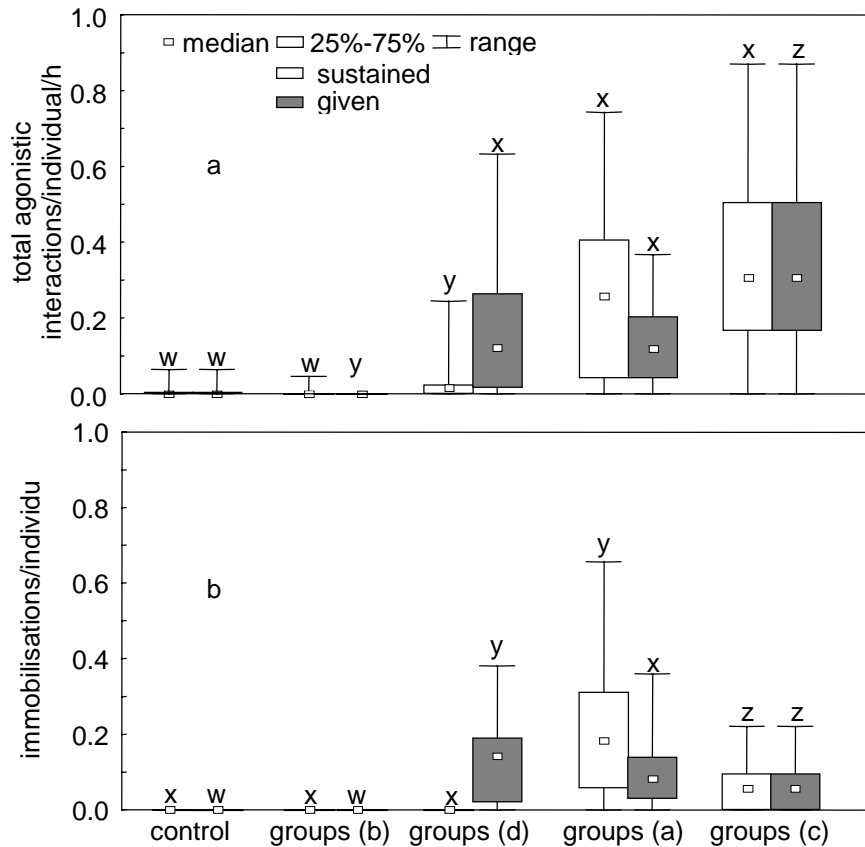 total agonistic
interactions/individual/h
1.0
0.8
0.6
0.4
0.2
0.0
median 25%-75% range
sustained
given
a
w w w y y x x x x z
immobilisations/individu
1.0
0.8
0.6
0.4
0.2
0.0
b
x w x w x y y x z z
control groups (b) groups (d) groups (a) groups (c)